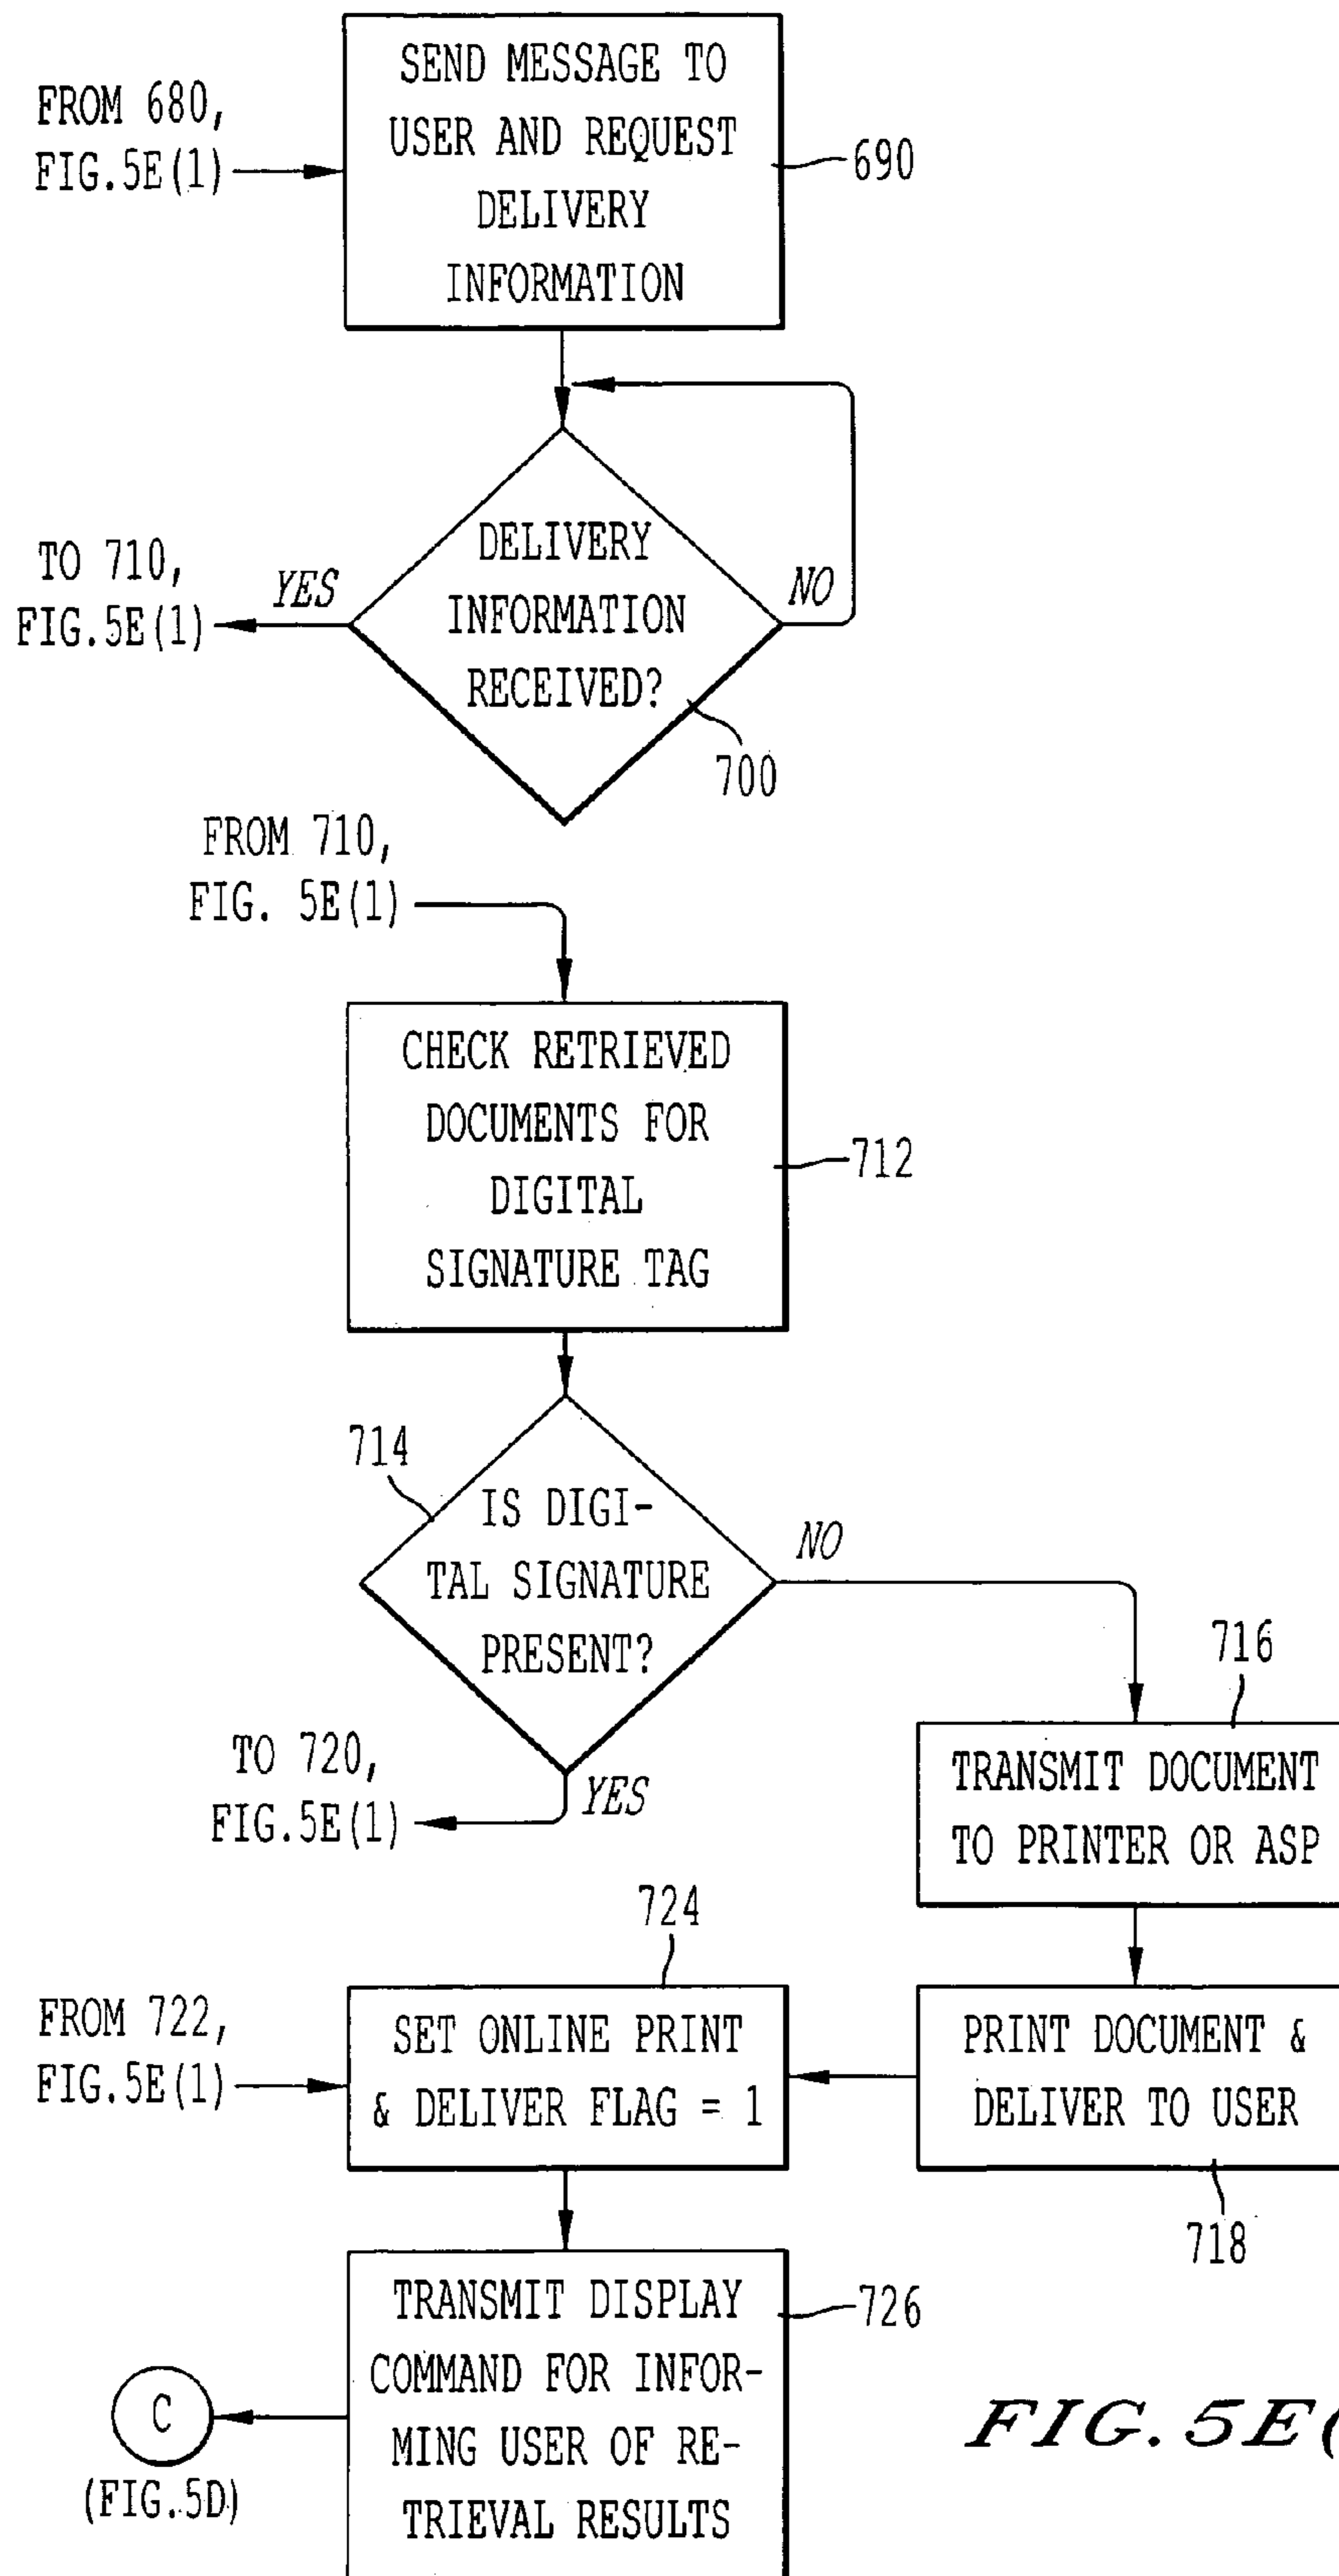 SEND MESSAGE TO
USER AND REQUEST
DELIVERY
INFORMATION
FROM 680,
FIG.5E(1)
690
DELIVERY
INFORMATION
RECEIVED?
TO 710,
FIG.5E(1)
YES
NO
700
FROM 710,
FIG. 5E(1)
CHECK RETRIEVED
DOCUMENTS FOR
DIGITAL
SIGNATURE TAG
712
714
IS DIGI-
TAL SIGNATURE
PRESENT?
NO
TO 720,
FIG.5E(1)
YES
716
TRANSMIT DOCUMENT
TO PRINTER OR ASP
724
FROM 722,
FIG.5E(1)
SET ONLINE PRINT
& DELIVER FLAG = 1
PRINT DOCUMENT &
DELIVER TO USER
718
TRANSMIT DISPLAY
COMMAND FOR INFOR-
MING USER OF RE-
TRIEVAL RESULTS
726
C
(FIG.5D)
FIG. 5E(